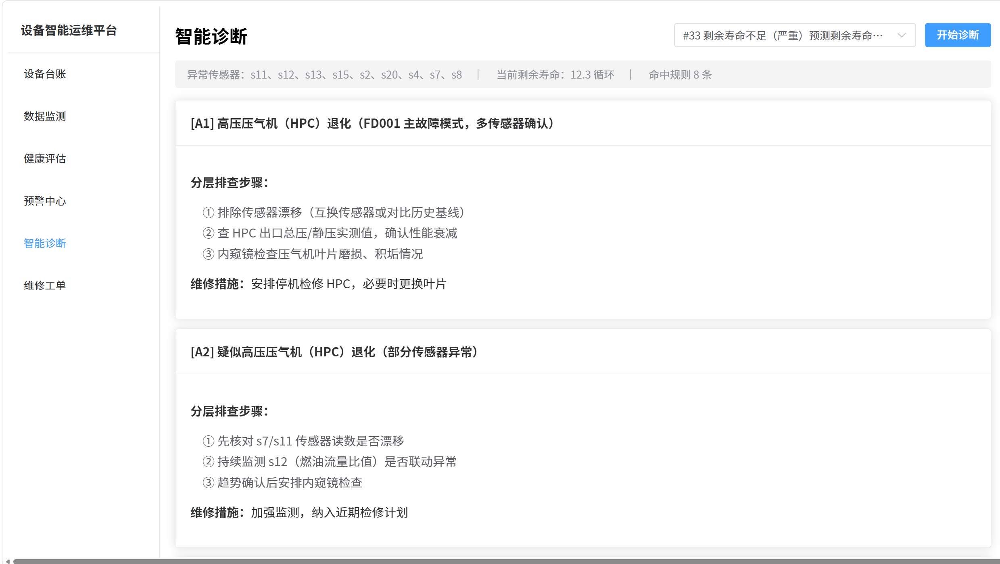 设备智能运维平台
设备台账
数据监测
健康评估
预警中心
智能诊断
维修工单
智能诊断
#33 剩余寿命不足（严重）预测剩余寿命…
开始诊断
异常传感器：s11、s12、s13、s15、s2、s20、s4、s7、s8 | 当前剩余寿命：12.3 循环 | 命中规则 8 条
[A1] 高压压气机（HPC）退化（FD001 主故障模式，多传感器确认）
分层排查步骤：
① 排除传感器漂移（互换传感器或对比历史基线）
② 查 HPC 出口总压/静压实测值，确认性能衰减
③ 内窥镜检查压气机叶片磨损、积垢情况
维修措施：安排停机检修 HPC，必要时更换叶片
[A2] 疑似高压压气机（HPC）退化（部分传感器异常）
分层排查步骤：
① 先核对 s7/s11 传感器读数是否漂移
② 持续监测 s12（燃油流量比值）是否联动异常
③ 趋势确认后安排内窥镜检查
维修措施：加强监测，纳入近期检修计划